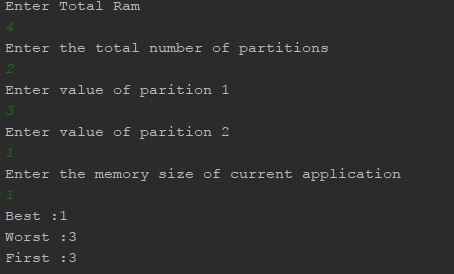 Enter Total Ram
4
Enter the total number of partitions
2
Enter value of parition 1
3
Enter value of parition 2
1
Enter the memory size of current application
1
Best :1
Worst :3
First :3